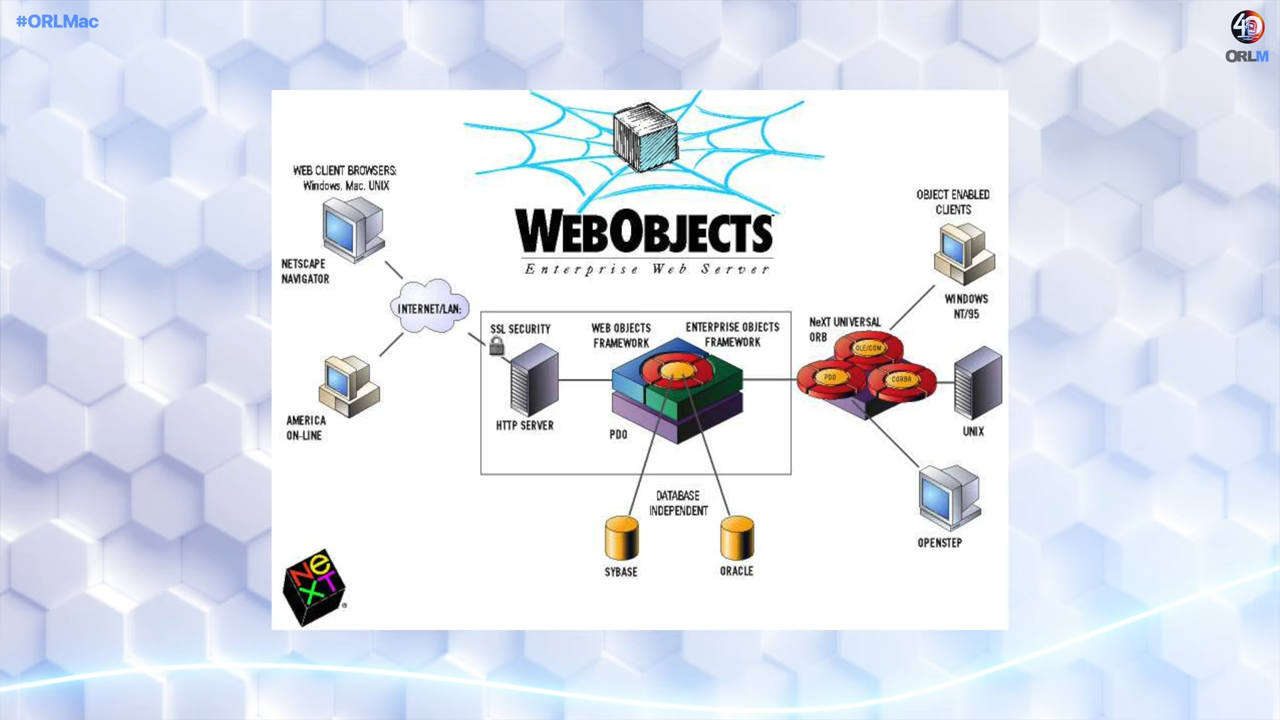 #ORLMac
40
ORLM
WEBOBJECTS
Enterprise Web Server
WEB CLIENT BROWSERS:
Windows. Mac. UNIX
NETSCAPE
NAVIGATOR
INTERNET/LAN:
AMERICA
ON-LINE
SSL SECURITY
HTTP SERVER
WEB OBJECTS
FRAMEWORK
ENTERPRISE OBJECTS
FRAMEWORK
PDO
DATABASE
INDEPENDENT
SYBASE
ORACLE
NeXT UNIVERSAL
ORB
OLE/COM
PDO
CORBA
OBJECT ENABLED
CLIENTS
WINDOWS
NT/95
UNIX
OPENSTEP
NeXT
®